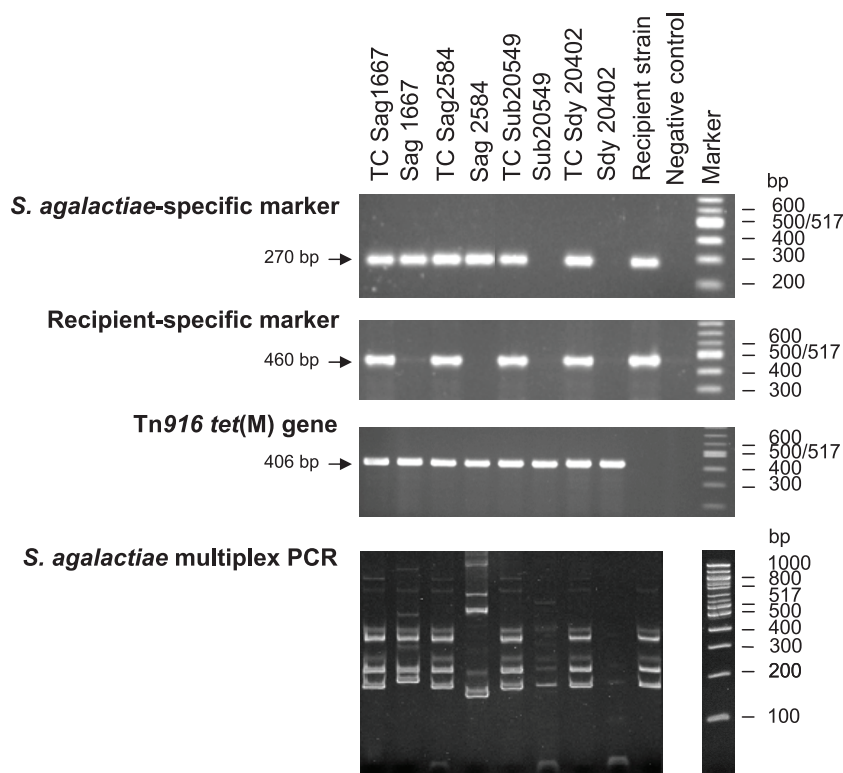 TC Sag1667
Sag 1667
TC Sag2584
Sag 2584
TC Sub20549
Sub20549
TC Sdy 20402
Sdy 20402
Recipient strain
Negative control
Marker
bp
S. agalactiae-specific marker
600
500/517
400
270 bp
300
200
Recipient-specific marker
600
500/517
460 bp
400
300
Tn916 tet(M) gene
600
500/517
406 bp
400
300
S. agalactiae multiplex PCR
bp
1000
800
517
500
400
300
200
100